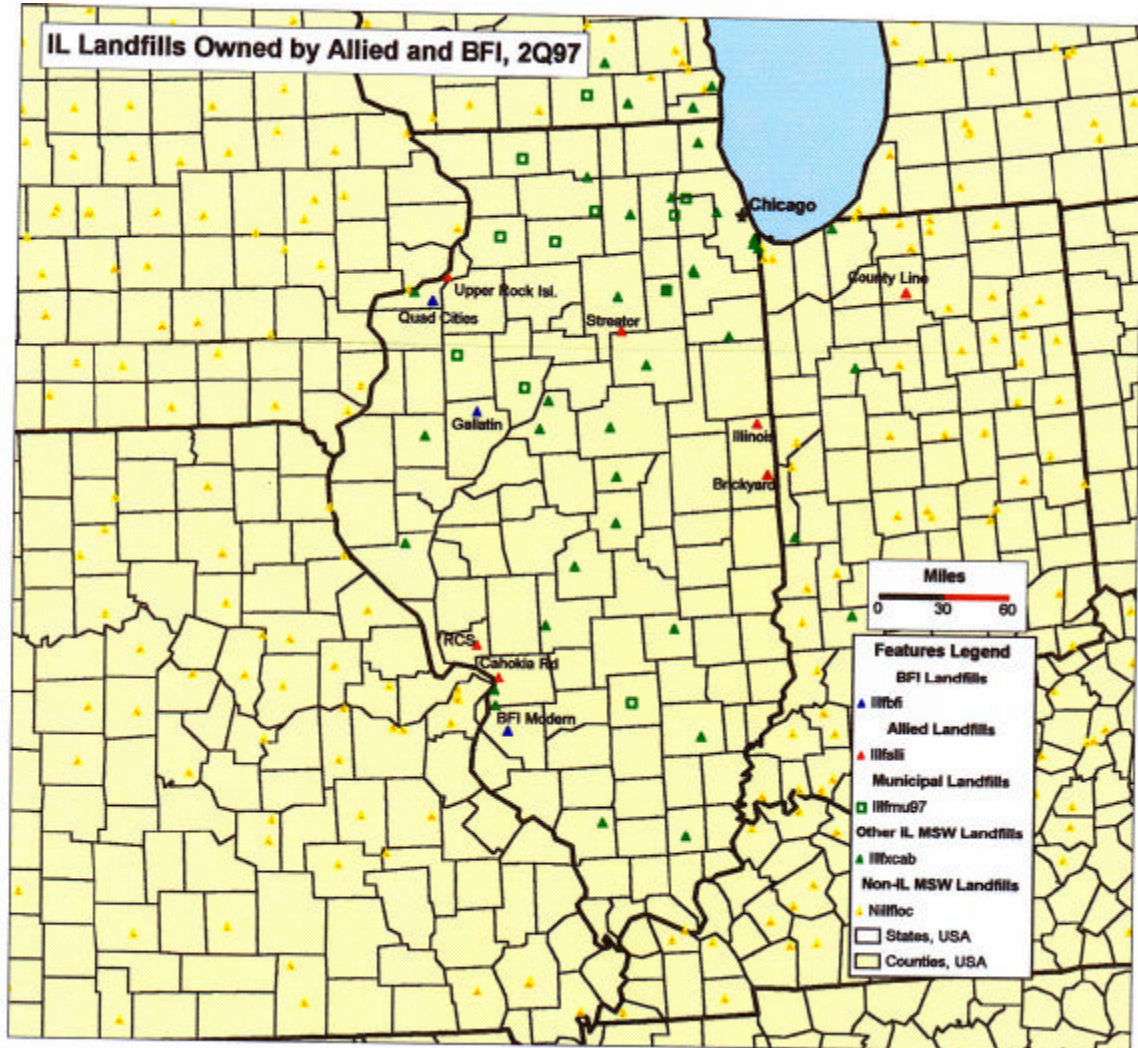 IL Landfills Owned by Allied and BFI, 2Q97
Chicago
County Line
Upper Rock Isl.
Quad Cities
Streator
Gallatin
Illinois
Brickyard
RCS
Cahokia Rd
BFI Modern
Miles
0 30 60
Features Legend
BFI Landfills
Illfbfi
Allied Landfills
Illfalli
Municipal Landfills
Illfmu97
Other IL MSW Landfills
Illfxcab
Non-IL MSW Landfills
Nillfloc
States, USA
Counties, USA